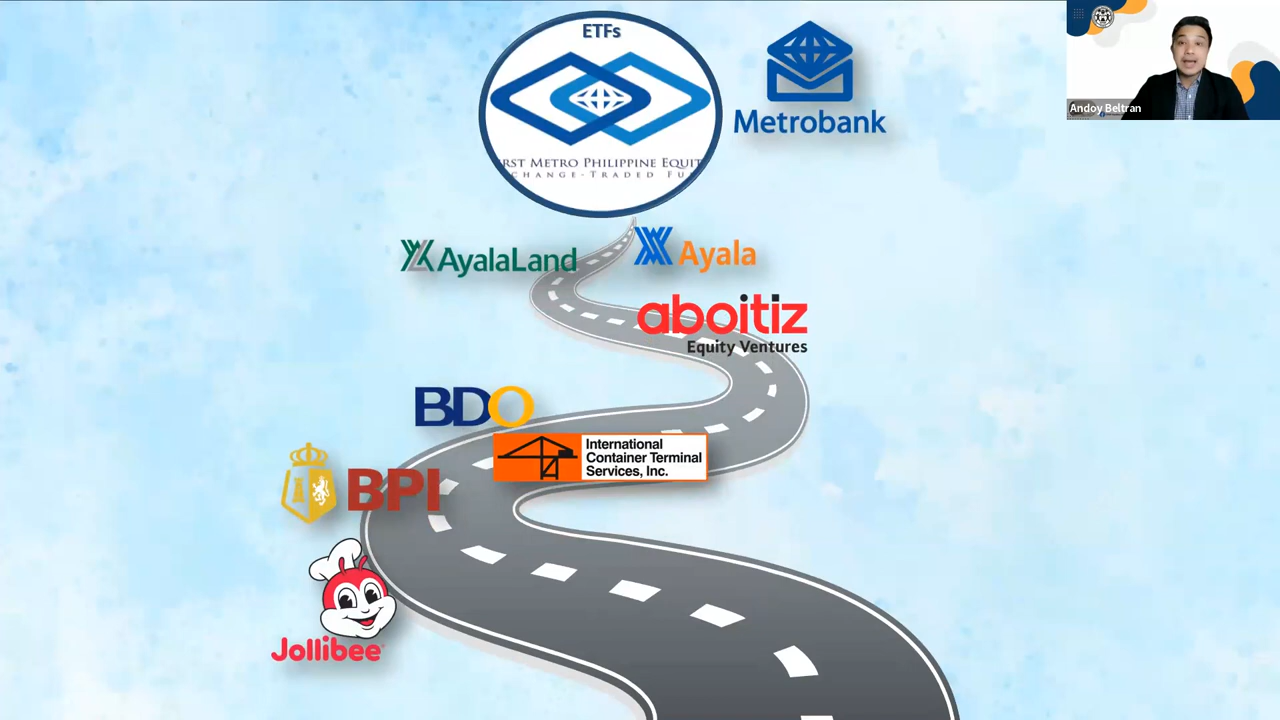 ETFs
RST METRO PHILIPPINE EQUIT
CHANGE-TRADED FU
Metrobank
Andoy Beltran
AyalaLand
Ayala
aboitiz
Equity Ventures
BDO
International
Container Terminal
Services, Inc.
BPI
Jollibee